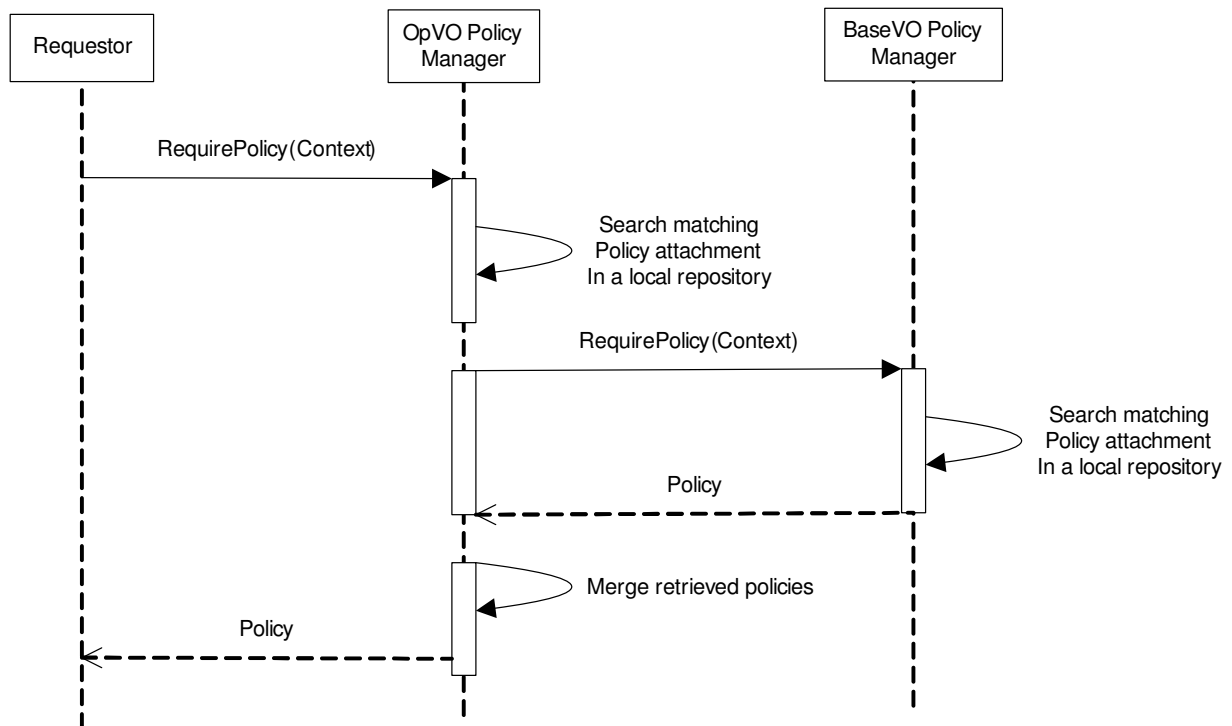 Requestor
OpVO Policy
Manager
BaseVO Policy
Manager
RequirePolicy(Context)
Search matching
Policy attachment
In a local repository
RequirePolicy(Context)
Search matching
Policy attachment
In a local repository
Policy
Merge retrieved policies
Policy